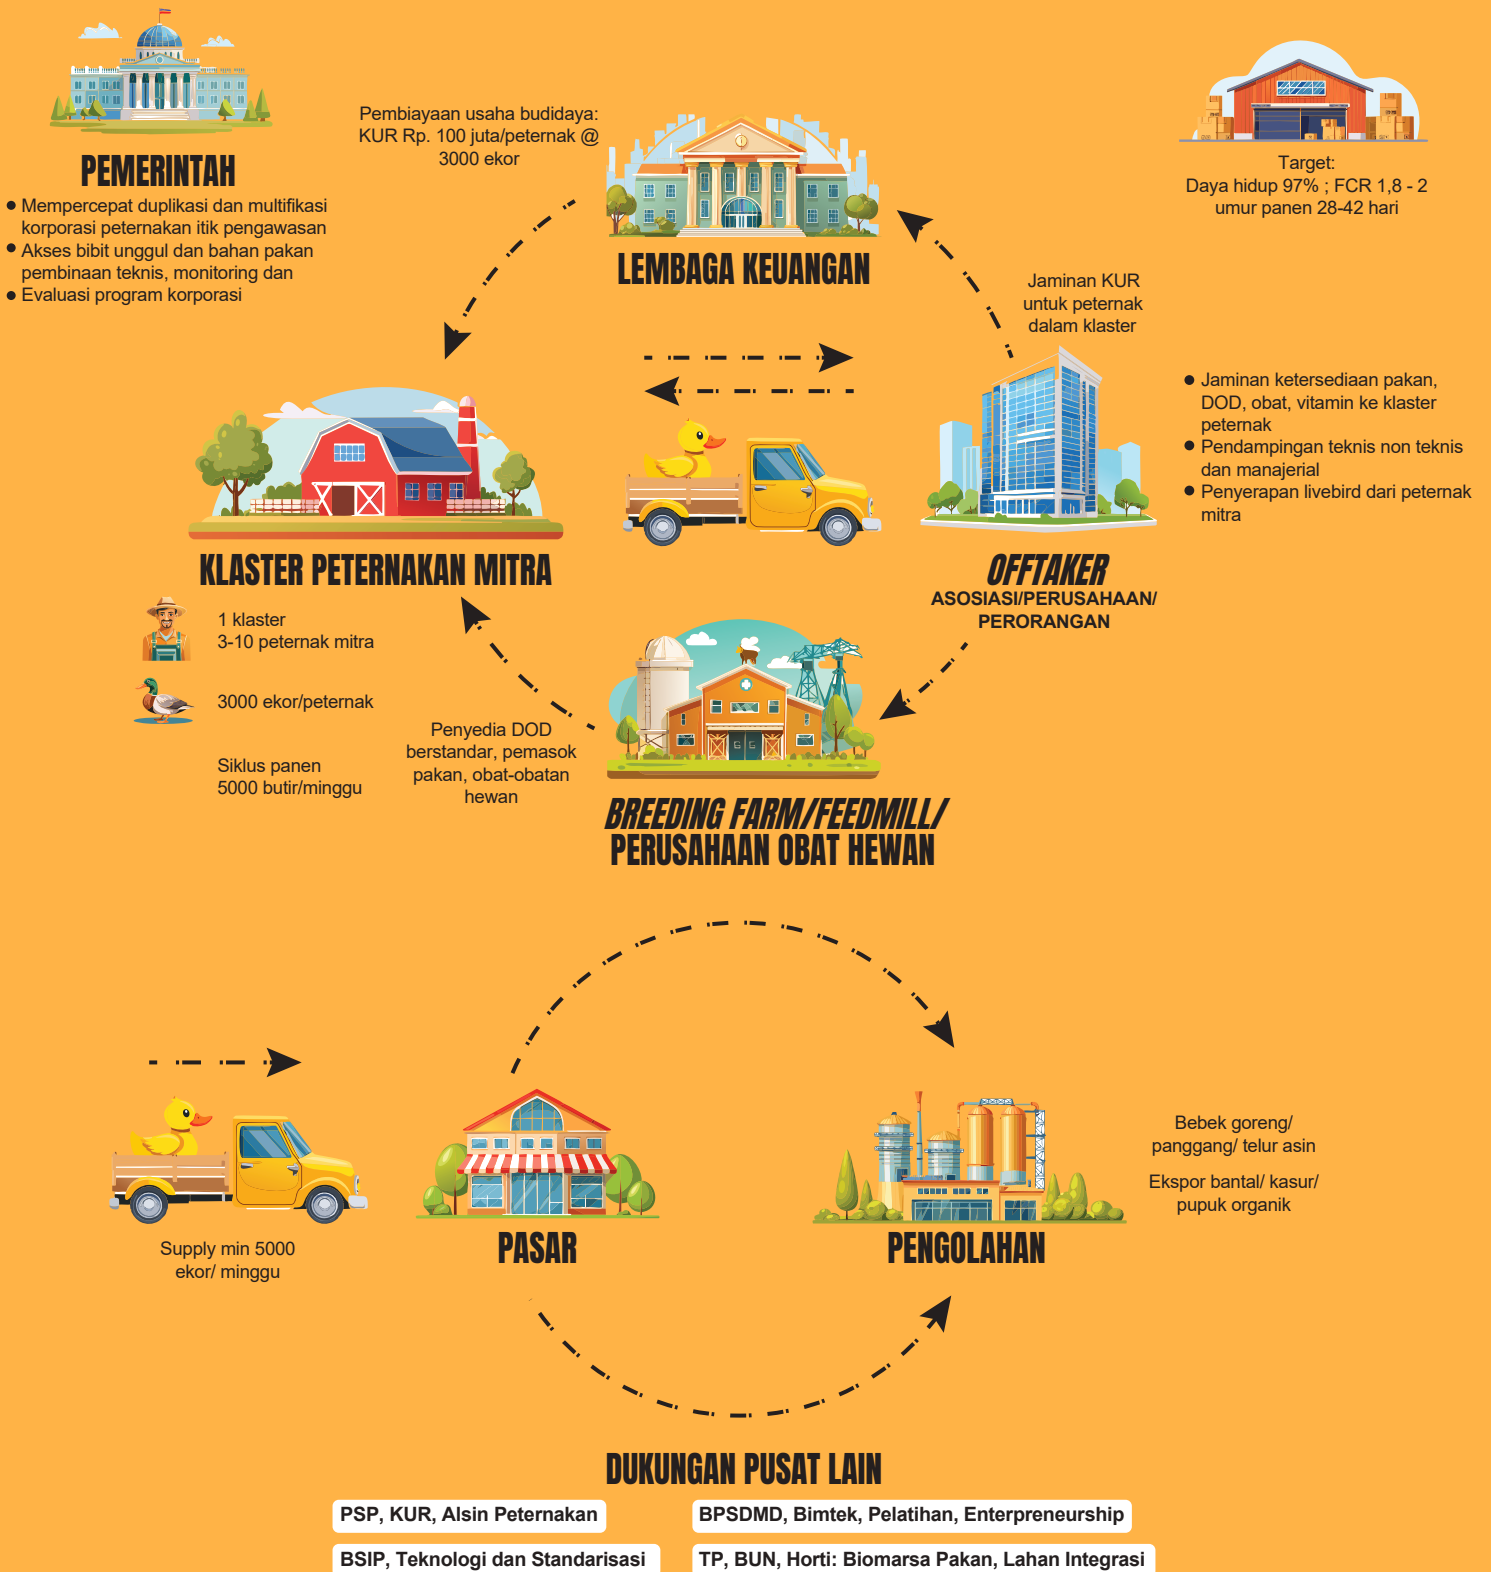 PEMERINTAH
● Mempercepat duplikasi dan multifikasi
korporasi peternakan itik pengawasan
● Akses bibit unggul dan bahan pakan
pembinaan teknis, monitoring dan
● Evaluasi program korporasi
Pembiayaan usaha budidaya:
KUR Rp. 100 juta/peternak @
3000 ekor
LEMBAGA KEUANGAN
Target:
Daya hidup 97% ; FCR 1,8 - 2
umur panen 28-42 hari
Jaminan KUR
untuk peternak
dalam klaster
KLASTER PETERNAKAN MITRA
1 klaster
3-10 peternak mitra
3000 ekor/peternak
Siklus panen
5000 butir/minggu
OFFTAKER
ASOSIASI/PERUSAHAAN/
PERORANGAN
● Jaminan ketersediaan pakan,
DOD, obat, vitamin ke klaster
peternak
● Pendampingan teknis non teknis
dan manajerial
● Penyerapan livebird dari peternak
mitra
Penyedia DOD
berstandar, pemasok
pakan, obat-obatan
hewan
BREEDING FARM/FEEDMILL/
PERUSAHAAN OBAT HEWAN
Supply min 5000
ekor/ minggu
PASAR
PENGOLAHAN
Bebek goreng/
panggang/ telur asin
Ekspor bantal/ kasur/
pupuk organik
DUKUNGAN PUSAT LAIN
PSP, KUR, Alsin Peternakan
BPSDMD, Bimtek, Pelatihan, Enterpreneurship
BSIP, Teknologi dan Standarisasi
TP, BUN, Horti: Biomarsa Pakan, Lahan Integrasi